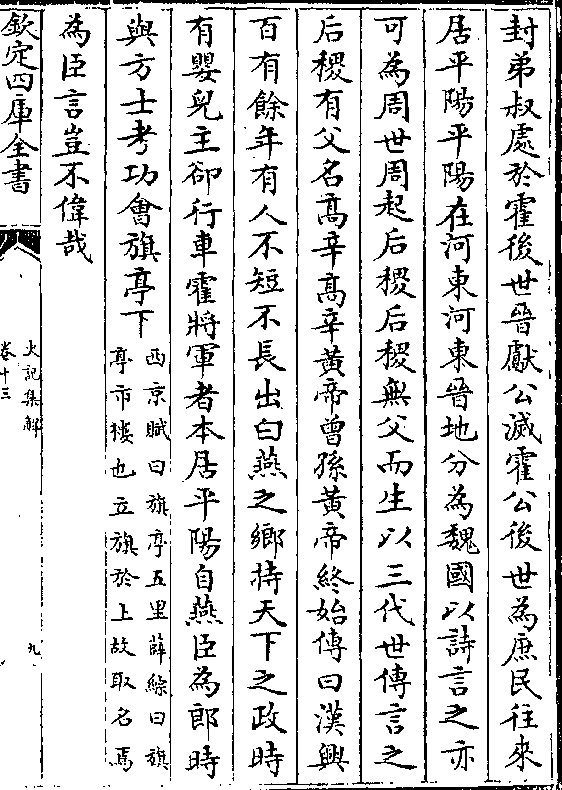 封弟叔處於霍後世晉獻公滅霍公後世為庶民往來
居平陽平陽在河東河東晉地分為魏國以詩言之亦
可為周世周起后稷后稷無父而生以三代世傳言之
后稷有父名高辛高辛黃帝曾孫黃帝終始傳曰漢興
百有餘年有人不短不長出白燕之鄉持天下之政時
有嬰兒主卻行車霍將軍者本居平陽白燕臣為郎時
與方士考功會旗亭下
西京賦曰旗亭五里薛綜曰旗
亭市樓也立旗於上故取名焉
為臣言豈不偉哉
欽定四庫全書
史記集解
卷十三
九